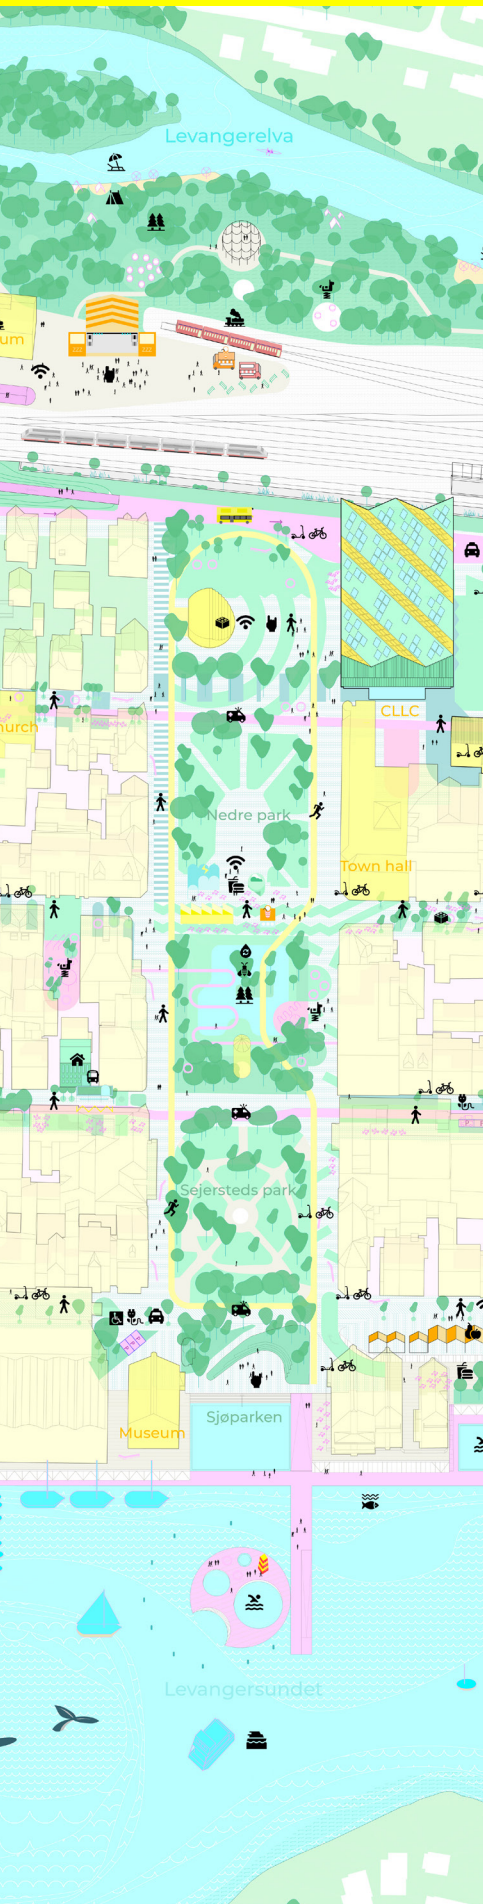 Levangerelva
um
CLLC
hurch
Nedre park
Town hall
Sejersteds park
Sjøparken
Museum
Levangersundet